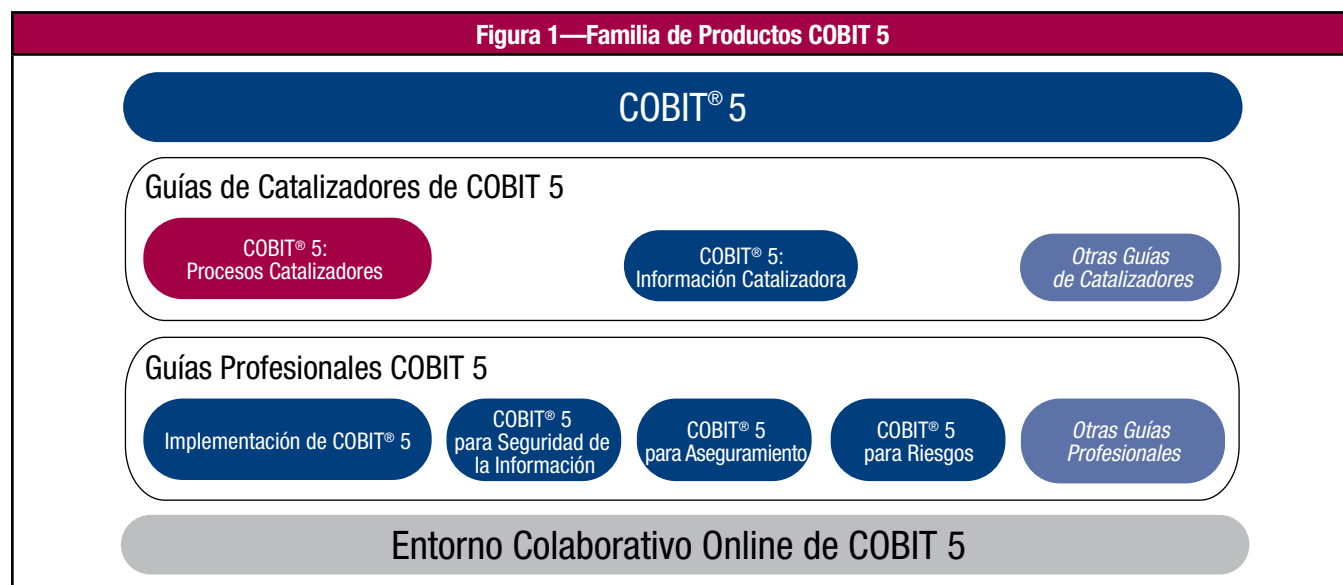 Figura 1—Familia de Productos COBIT 5
COBIT® 5
Guías de Catalizadores de COBIT 5
COBIT® 5:
Procesos Catalizadores
COBIT® 5:
Información Catalizadora
Otras Guías
de Catalizadores
Guías Profesionales COBIT 5
Implementación de COBIT® 5
COBIT® 5
para Seguridad de
la Información
COBIT® 5
para Aseguramiento
COBIT® 5
para Riesgos
Otras Guías
Profesionales
Entorno Colaborativo Online de COBIT 5